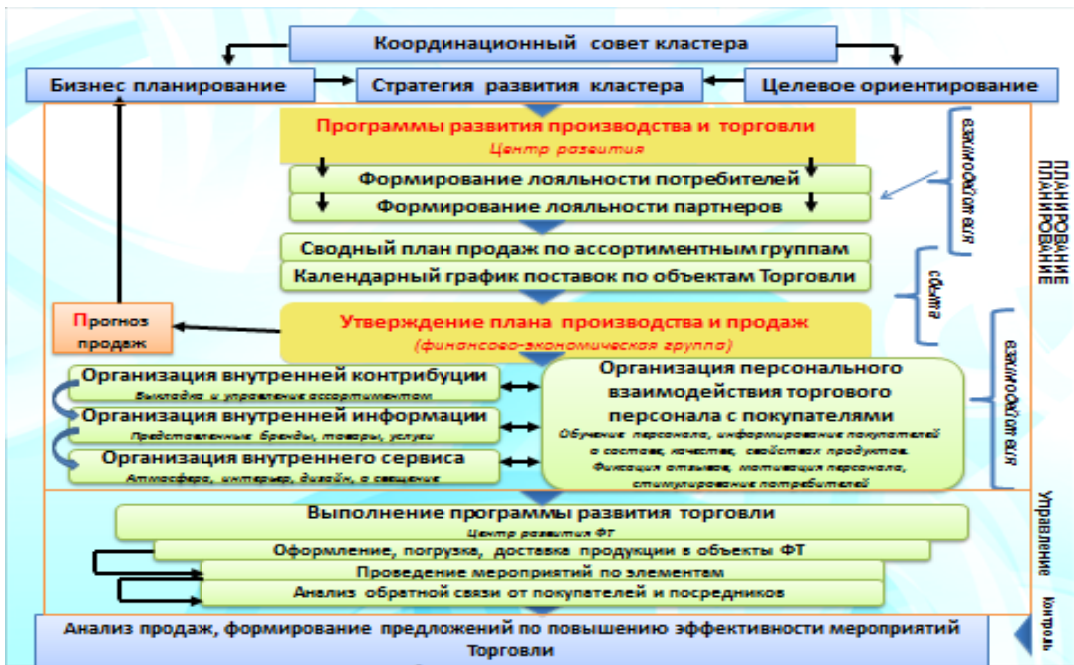 Координационный совет кластера
Бизнес планирование
Стратегия развития кластера
Целевое ориентирование
Программы развития производства и торговли
Центр развития
Формирование лояльности потребителей
Формирование лояльности партнеров
Сводный план продаж по ассортиментным группам
Календарный график поставок по объектам Торговли
Прогноз
продаж
Утверждение плана производства и продаж
(финансово-экономическая группа)
Организация внутренней контрибуции
Выкладка и управление ассортиментом
Организация внутренней информации
Представленные бренды, товары, услуги
Организация внутреннего сервиса
Атмосфера, интерьер, дизайн, о свещение
Организация персонального
взаимодействия торгового
персонала с покупателями
Обучение персонала, информирование покупателей
о составе, качестве, свойствах продуктов.
Фиксация отзывов, мотивация персонала,
стимулирование потребителей
взаимодействия
сбыта
взаимодействия
ПЛАНИРОВАНИЕ
ПЛАНИРОВАНИЕ
Выполнение программы развития торговли
Центр развития ФТ
Оформление, погрузка, доставка продукции в объекты ФТ
Проведение мероприятий по элементам
Анализ обратной связи от покупателей и посредников
Управление
Контроль
Анализ продаж, формирование предложений по повышению эффективности мероприятий
Торговли